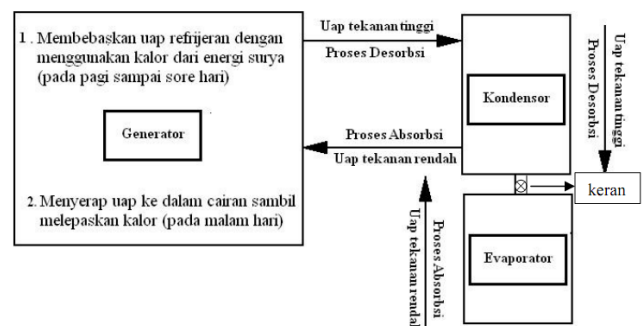 1. Membebaskan uap refrijeran dengan
menggunakan kalor dari energi surya
(pada pagi sampai sore hari)
Generator
2. Menyerap uap ke dalam cairan sambil
melepaskan kalor (pada malam hari)
Uap tekanan tinggi
Proses Desorbsi
Proses Absorbsi
Uap tekanan rendah
Kondensor
Uap tekanan tinggi
Proses Desorbsi
keran
Uap tekanan rendah
Proses Absorbsi
Evaporator